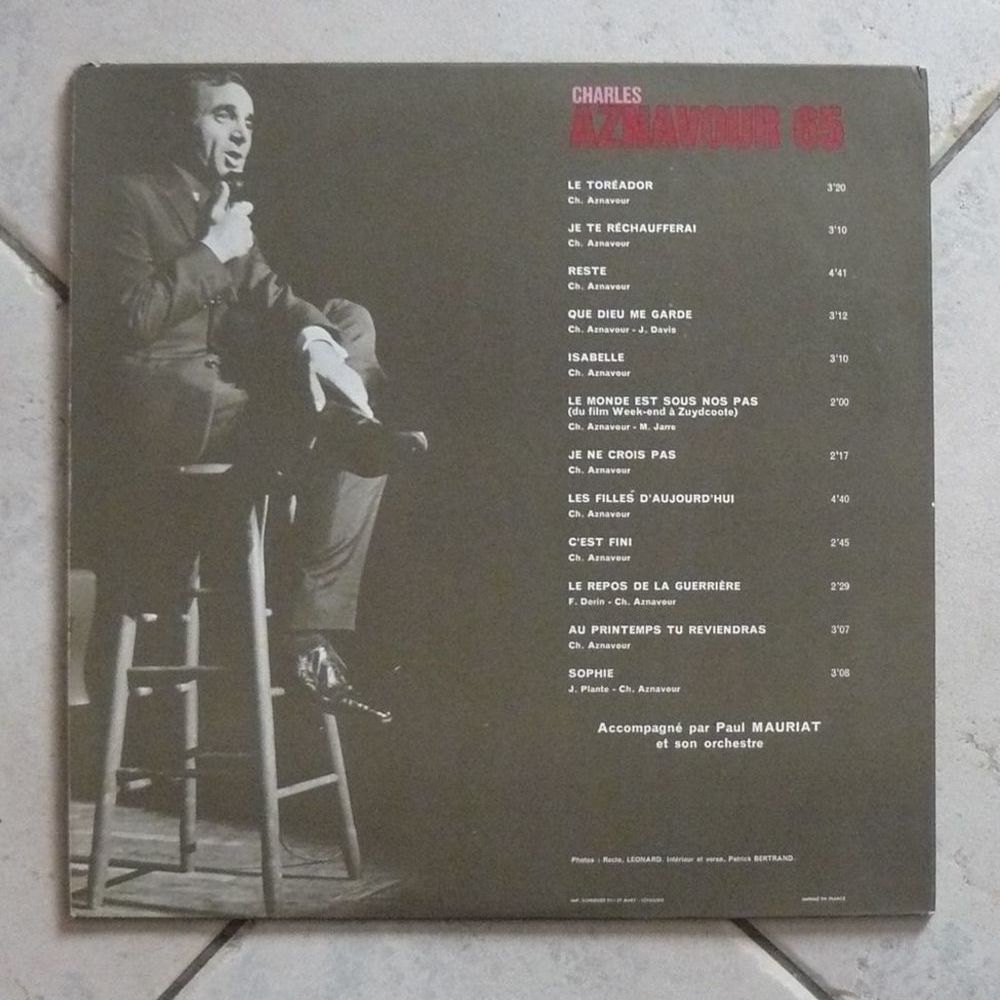 CHARLES
AZNAVOUR 65
LE TORÉADOR 3'20
Ch. Aznavour
JE TE RÉCHAUFFERAI 3'10
Ch. Aznavour
RESTE 4'41
Ch. Aznavour
QUE DIEU ME GARDE 3'12
Ch. Aznavour - J. Davis
ISABELLE 3'10
Ch. Aznavour
LE MONDE EST SOUS NOS PAS 2'00
(du film Week-end à Zuydcoote)
Ch. Aznavour - M. Jarre
JE NE CROIS PAS 2'17
Ch. Aznavour
LES FILLES D'AUJOURD'HUI 4'40
Ch. Aznavour
C'EST FINI 2'45
Ch. Aznavour
LE REPOS DE LA GUERRIÈRE 2'29
F. Dorin - Ch. Aznavour
AU PRINTEMPS TU REVIENDRAS 3'07
Ch. Aznavour
SOPHIE 3'08
J. Plante - Ch. Aznavour
Accompagné par Paul MAURIAT
et son orchestre
Photos : Recto, LEONARD. Intérieur et verso, Patrick BERTRAND.
IMPRIMÉ EN FRANCE